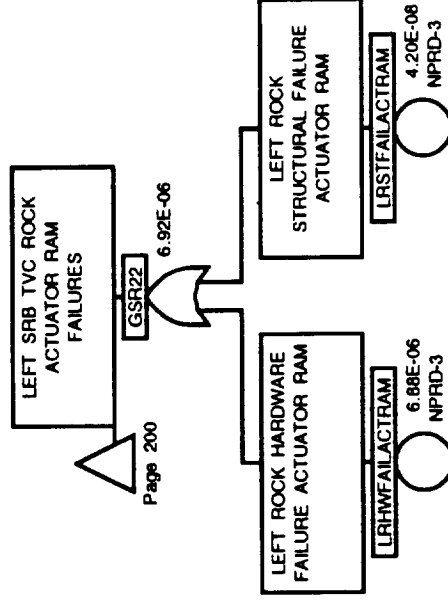 LEFT SRB TVC ROCK
ACTUATOR RAM
FAILURES
Page 200
GSR22
6.92E-06
LEFT ROCK HARDWARE
FAILURE ACTUATOR RAM
LRHWFAILACTRAM
6.88E-06
NPRD-3
LEFT ROCK
STRUCTURAL FAILURE
ACTUATOR RAM
LRSTFAILACTRAM
4.20E-08
NPRD-3